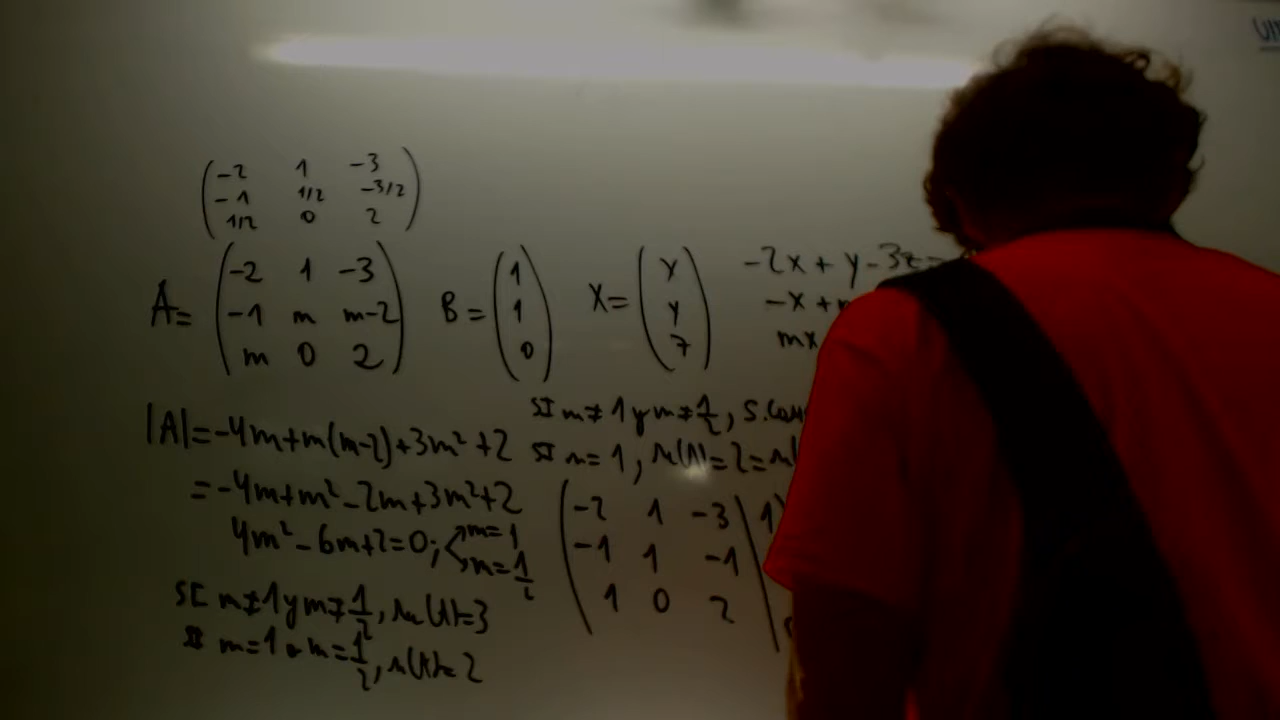 -2 1 -3
-1 1/2 -3/2
1/2 0 2
A= -2 1 -3
-1 m m-2
m 0 2
B= 1
1
0
X= x
y
z
-2x+y-3z=
-x+
mx
|A|=-4m+m(m-2)+3m²+2
=-4m+m²-2m+3m²+2
4m²-6m+2=0; m=1
m=1/2
SI m≠1 y m≠1/2, r(A)=3
SI m=1 o m=1/2, r(A)=2
SI m≠1 y m≠1/2, S.
SI m=1, r(A)=2=r(
-2 1 -3 | 1
-1 1 -1
1 0 2